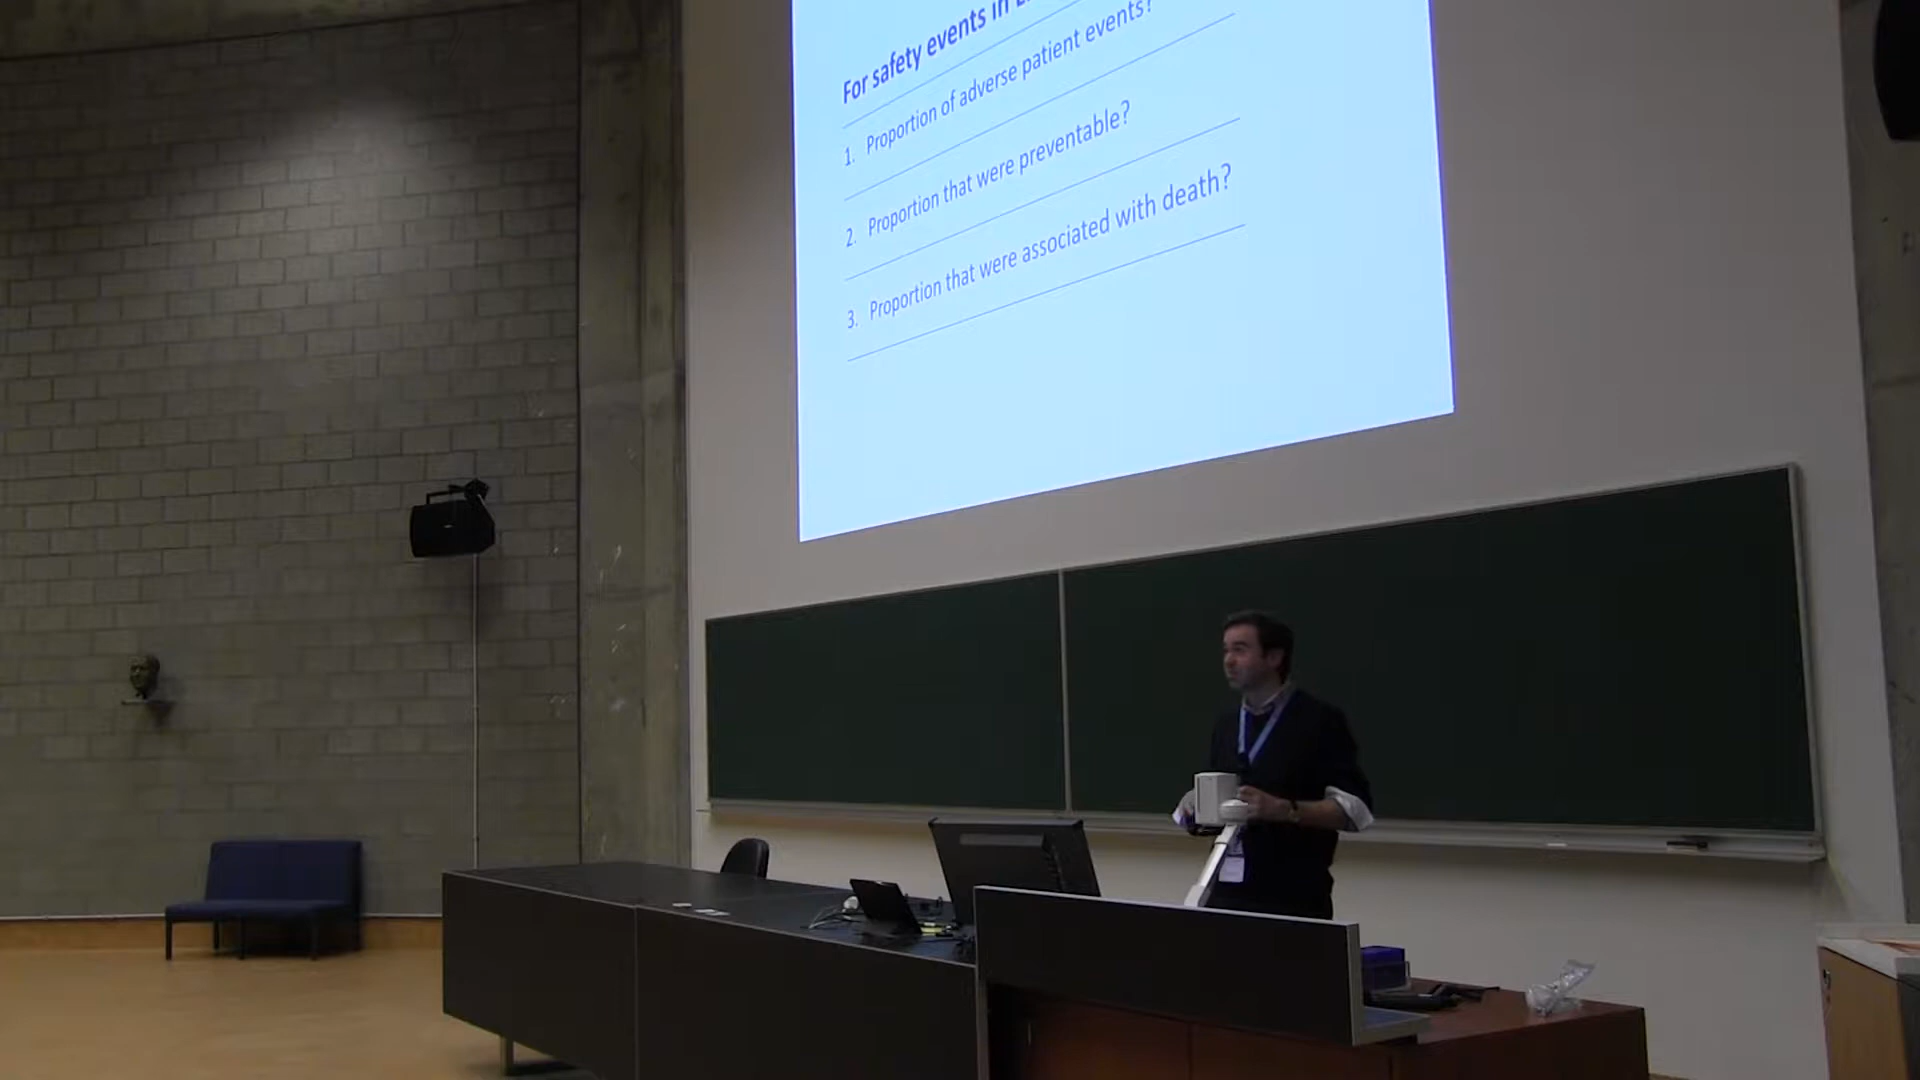 For safety events in
1. Proportion of adverse patient events?
2. Proportion that were preventable?
3. Proportion that were associated with death?